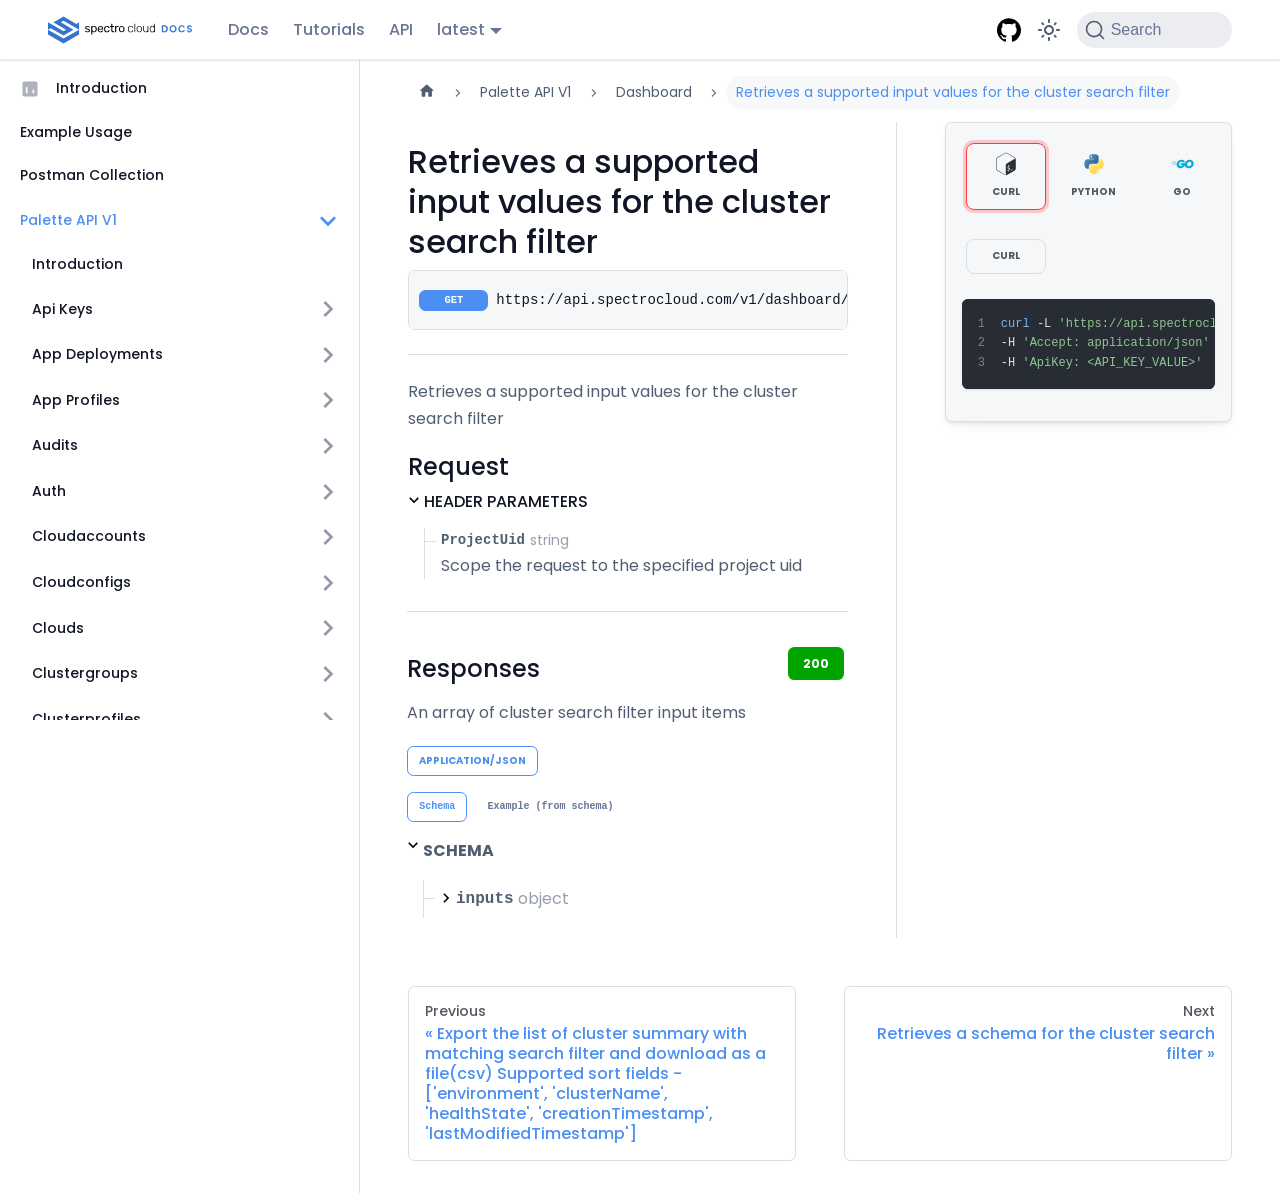 spectro cloud DOCS Docs Tutorials API latest Search
Introduction
Example Usage
Postman Collection
Palette API V1
Introduction
Api Keys
App Deployments
App Profiles
Audits
Auth
Cloudaccounts
Cloudconfigs
Clouds
Clustergroups
Clusterprofiles
Palette API V1 Dashboard Retrieves a supported input values for the cluster search filter
Retrieves a supported
input values for the cluster
search filter
GET https://api.spectrocloud.com/v1/dashboard/
Retrieves a supported input values for the cluster
search filter
Request
HEADER PARAMETERS
ProjectUid string
Scope the request to the specified project uid
Responses
200
An array of cluster search filter input items
APPLICATION/JSON
Schema Example (from schema)
SCHEMA
inputs object
CURL PYTHON GO
CURL
1 curl -L 'https://api.spectrocl
2 -H 'Accept: application/json'
3 -H 'ApiKey: <API_KEY_VALUE>'
Previous
« Export the list of cluster summary with
matching search filter and download as a
file(csv) Supported sort fields -
['environment', 'clusterName',
'healthState', 'creationTimestamp',
'lastModifiedTimestamp']
Next
Retrieves a schema for the cluster search
filter »